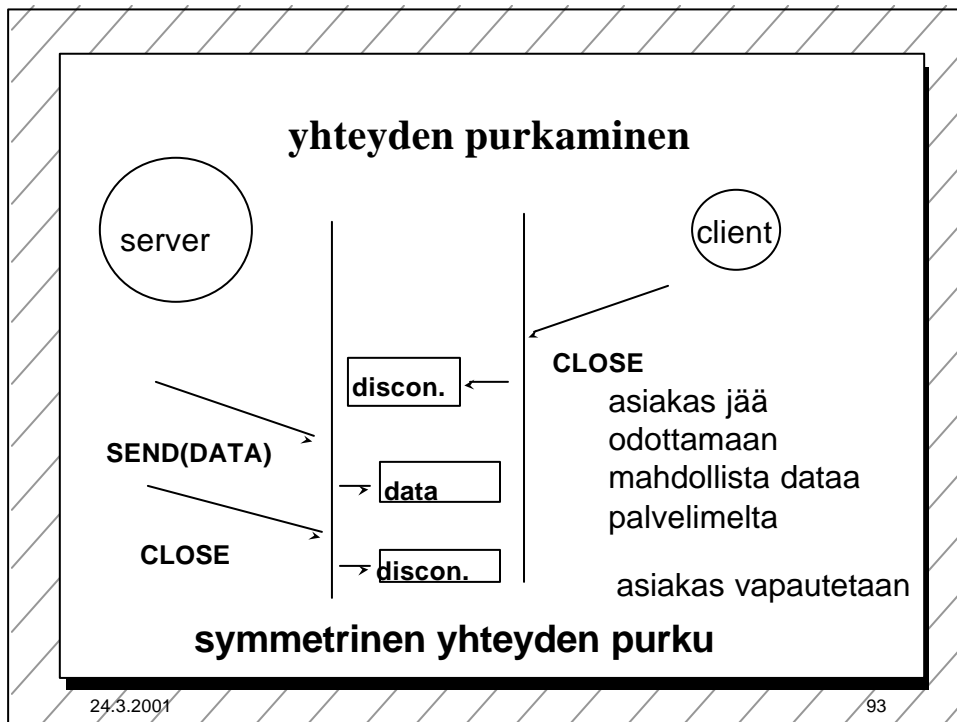 yhteyden purkaminen
server
client
CLOSE
discon.
asiakas jää
odottamaan
mahdollista dataa
palvelimelta
SEND(DATA)
data
CLOSE
discon.
asiakas vapautetaan
symmetrinen yhteyden purku
24.3.2001
93